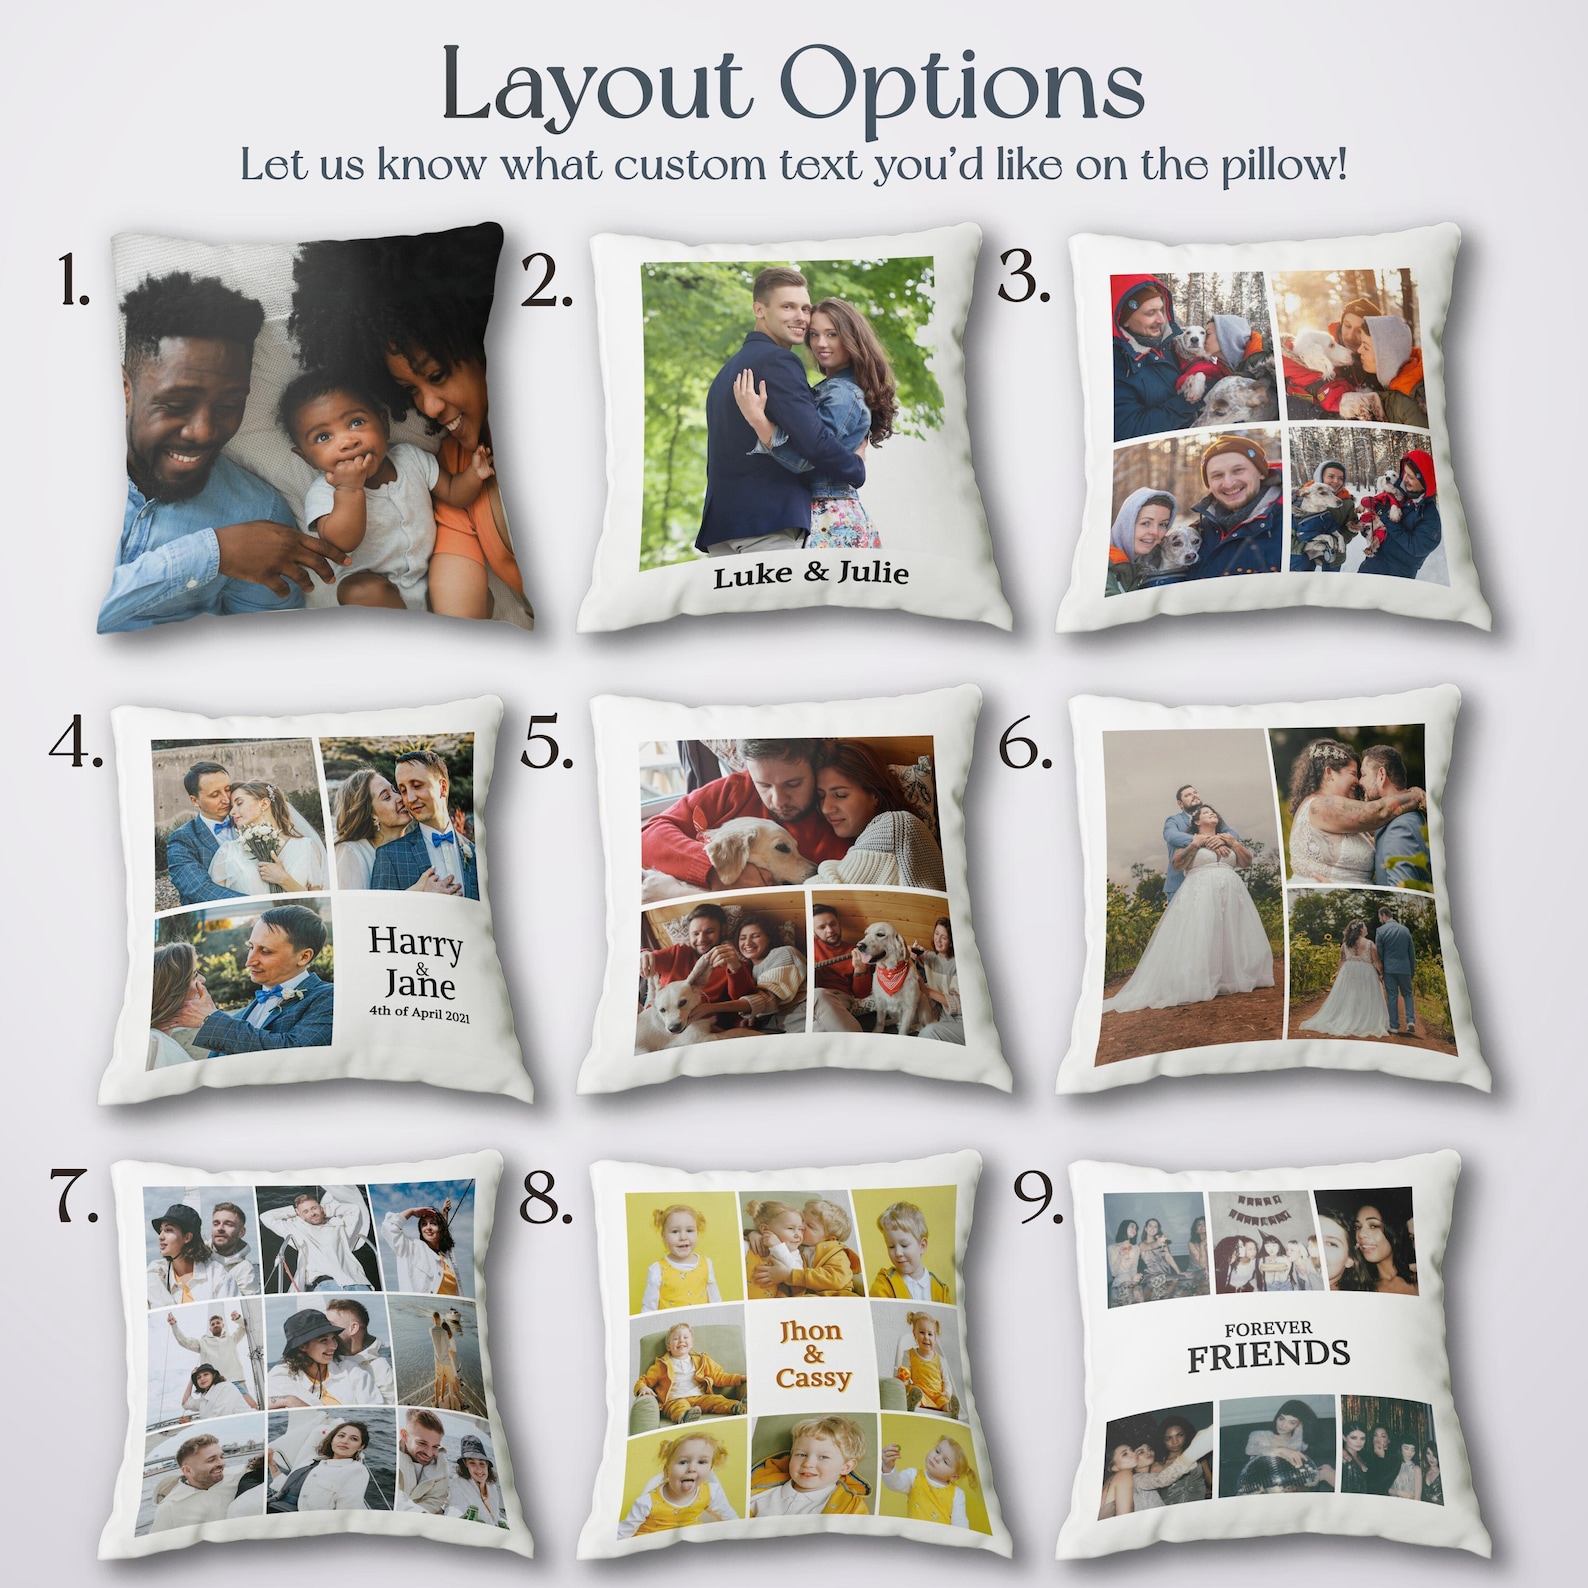 Layout Options
Let us know what custom text you'd like on the pillow!
1.
2.
3.
Luke & Julie
4.
5.
6.
Harry
&
Jane
4th of April 2021
7.
8.
9.
Jhon
&
Cassy
FOREVER
FRIENDS